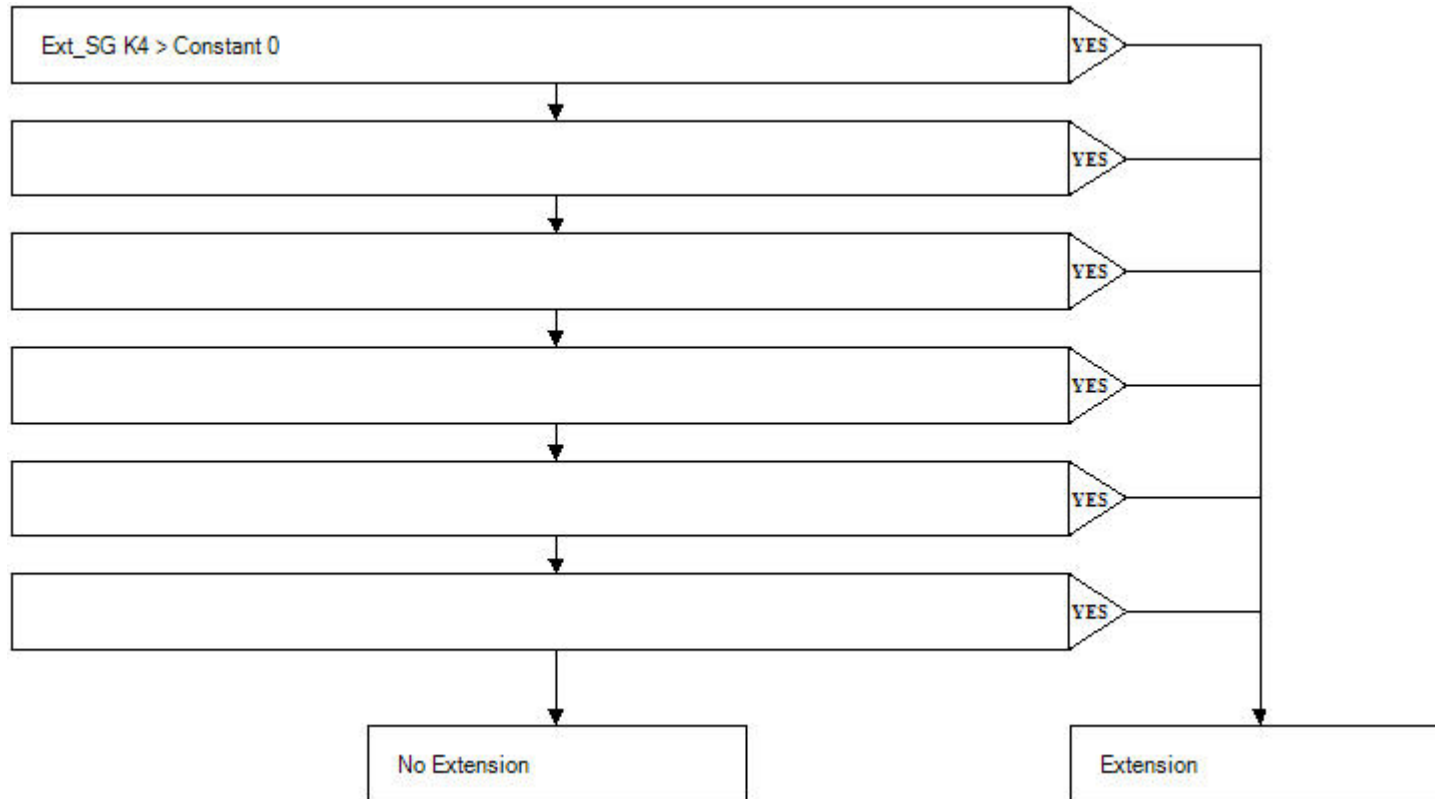 Ext_SG K4 > Constant 0
YES
YES
YES
YES
YES
YES
No Extension
Extension